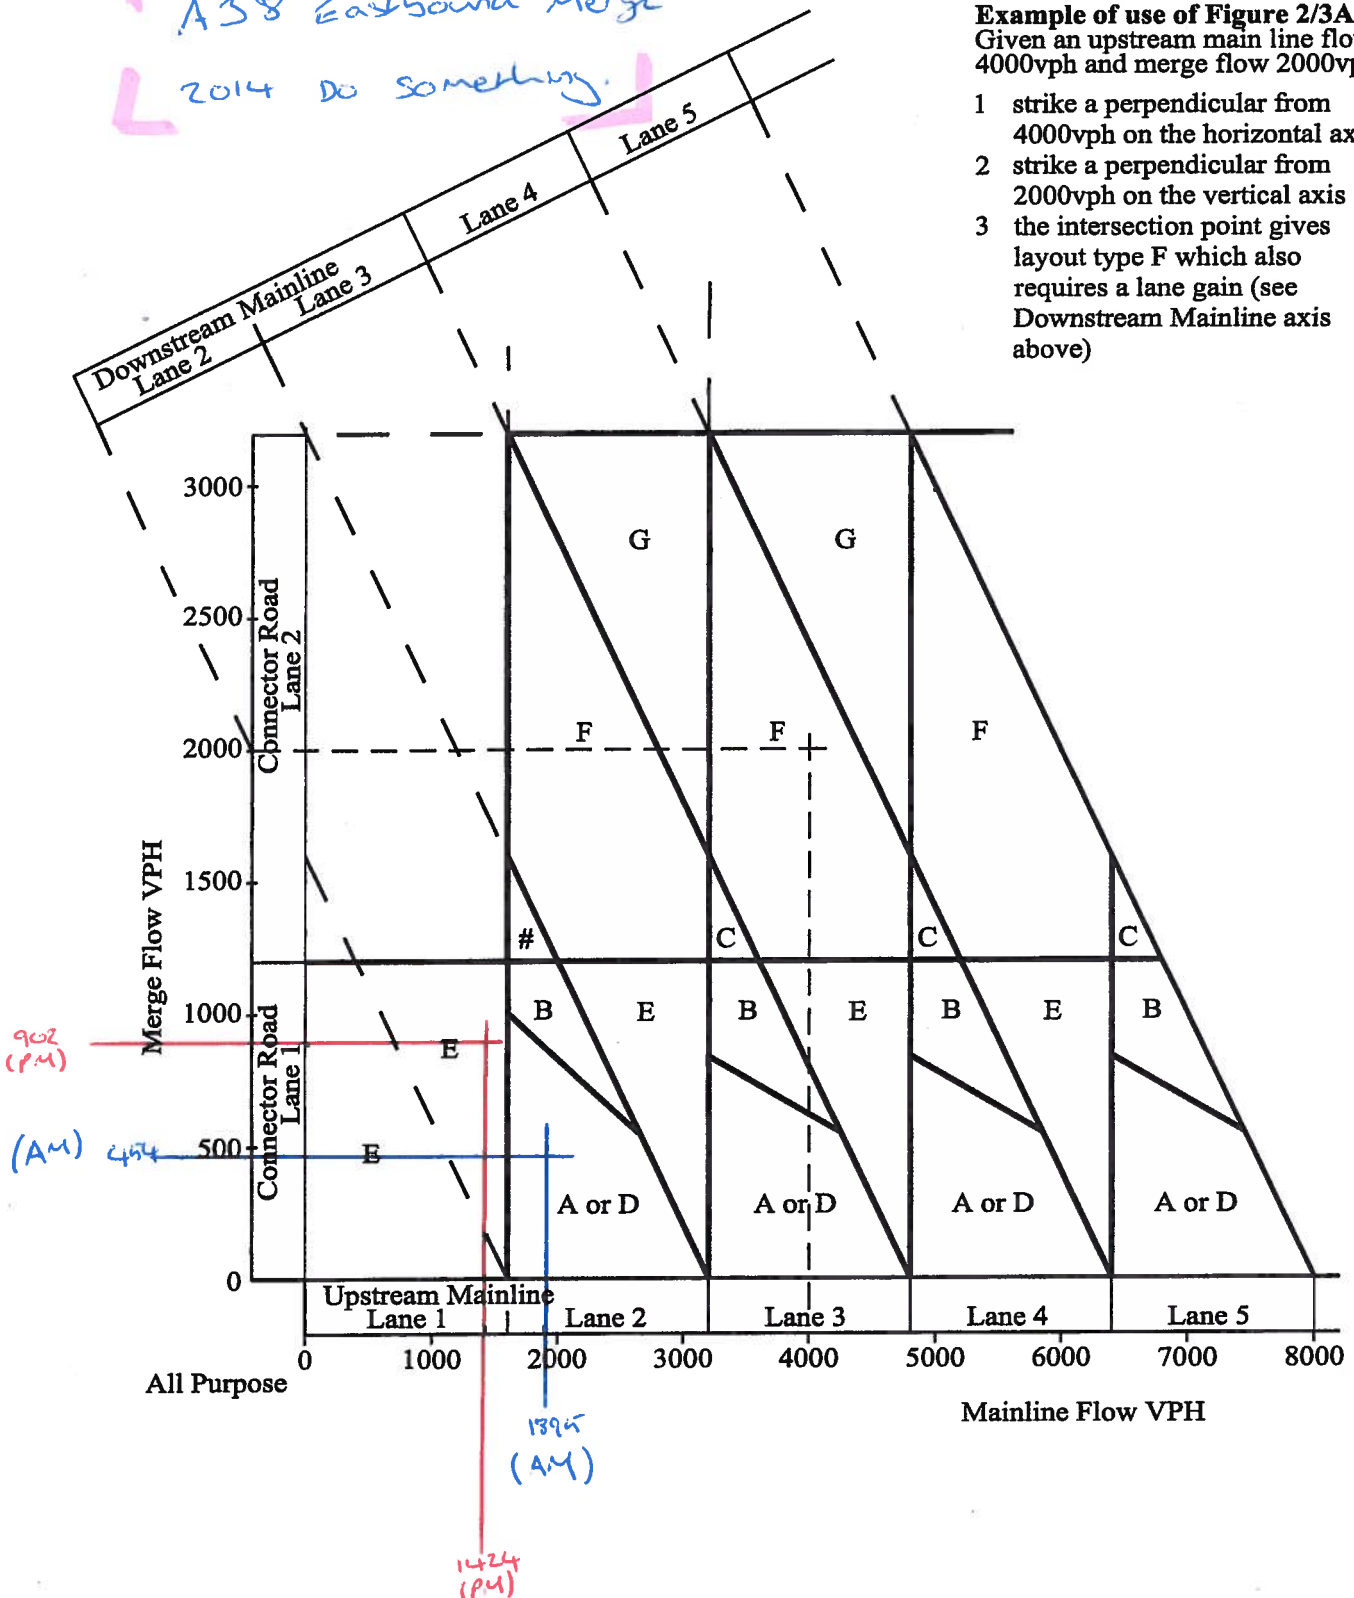 A38 Eastbound Merge
2014 Do Something.
Example of use of Figure 2/3A
Given an upstream main line flo
4000vph and merge flow 2000vp
1 strike a perpendicular from
4000vph on the horizontal ax
2 strike a perpendicular from
2000vph on the vertical axis
3 the intersection point gives
layout type F which also
requires a lane gain (see
Downstream Mainline axis
above)
Lane 5
Lane 4
Downstream Mainline
Lane 3
Lane 2
3000
2500
2000
1500
1000
500
0
Merge Flow VPH
Connector Road
Lane 2
Connector Road
Lane 1
G G
F F F
# C C C
B E B E B E B
E
E
A or D A or D A or D A or D
902
(PM)
(AM) 454
Upstream Mainline
Lane 1 Lane 2 Lane 3 Lane 4 Lane 5
0 1000 2000 3000 4000 5000 6000 7000 8000
All Purpose
Mainline Flow VPH
(AM)
1424
(PM)